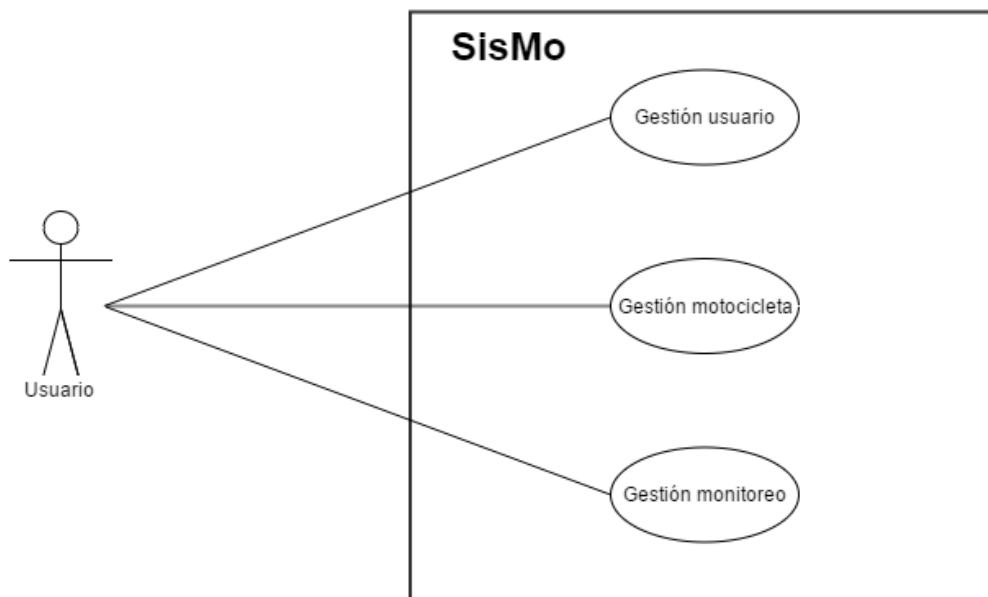 SisMo
Gestión usuario
Gestión motocicleta
Usuario
Gestión monitoreo